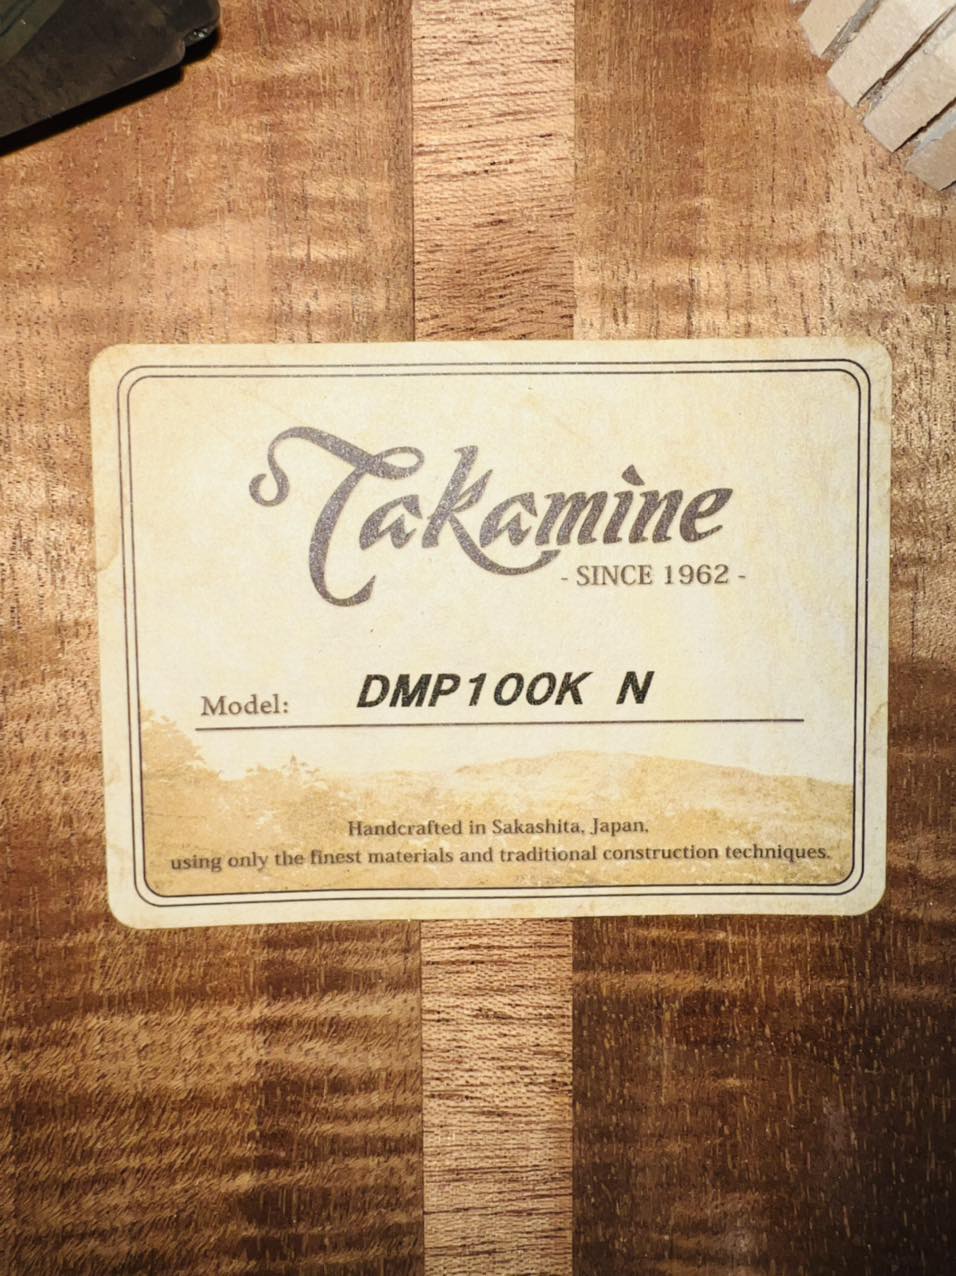 Takamine
- SINCE 1962 -
Model: DMP100K N
Handcrafted in Sakashita, Japan,
using only the finest materials and traditional construction techniques.